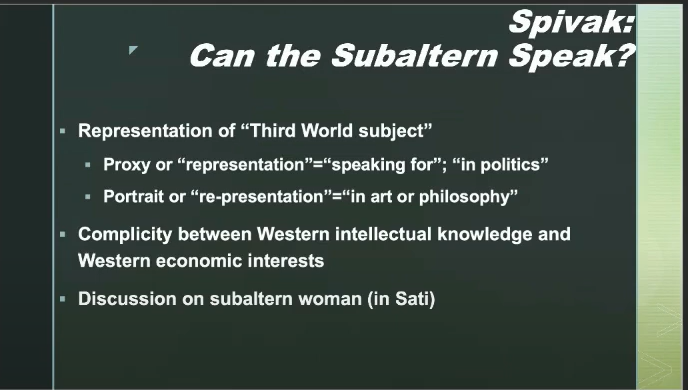 Spivak:
Can the Subaltern Speak?
Representation of “Third World subject”
Proxy or “representation”=“speaking for”; “in politics”
Portrait or “re-presentation”=“in art or philosophy”
Complicity between Western intellectual knowledge and
Western economic interests
Discussion on subaltern woman (in Sati)